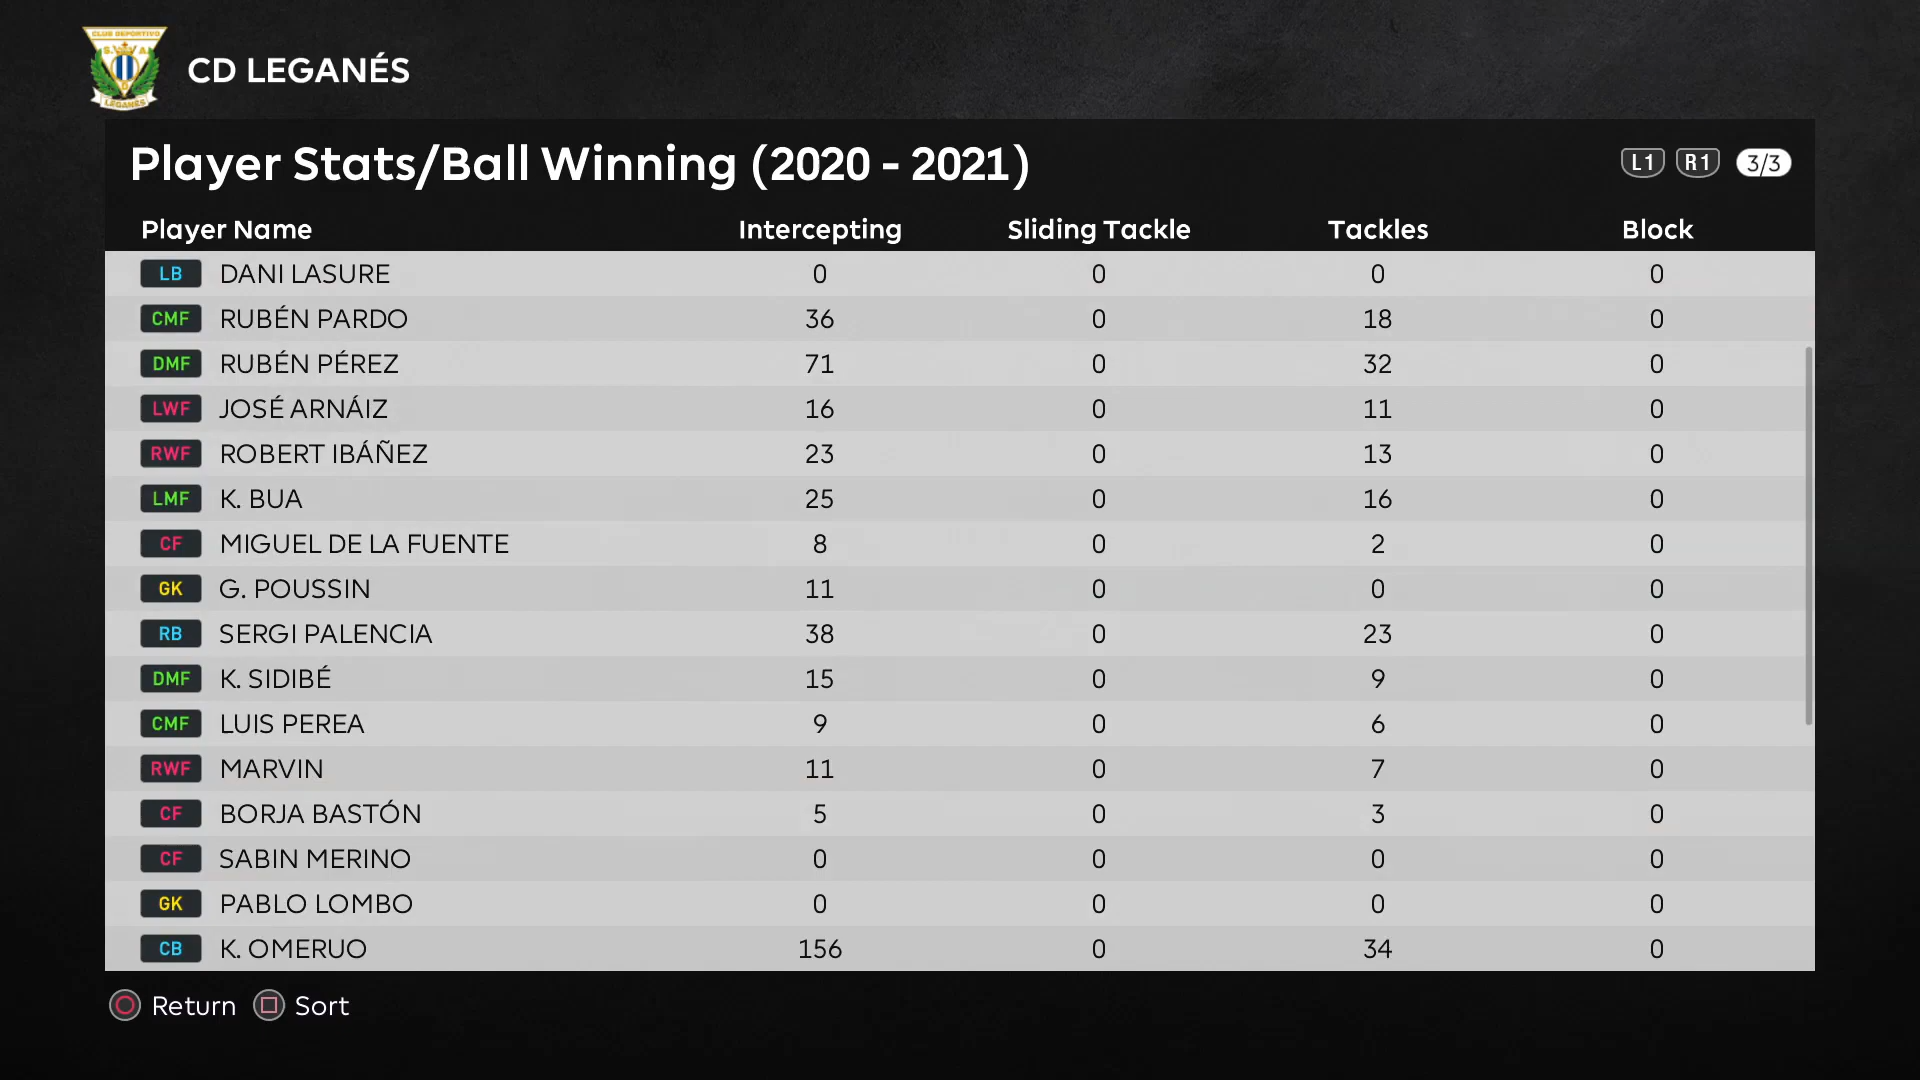 CLUB DEPORTIVO
S. A.
D
LEGANÉS
CD LEGANÉS
Player Stats/Ball Winning (2020 - 2021)
L1 R1 3/3
Player Name Intercepting Sliding Tackle Tackles Block
LB DANI LASURE 0 0 0 0
CMF RUBÉN PARDO 36 0 18 0
DMF RUBÉN PÉREZ 71 0 32 0
LWF JOSÉ ARNÁIZ 16 0 11 0
RWF ROBERT IBÁÑEZ 23 0 13 0
LMF K. BUA 25 0 16 0
CF MIGUEL DE LA FUENTE 8 0 2 0
GK G. POUSSIN 11 0 0 0
RB SERGI PALENCIA 38 0 23 0
DMF K. SIDIBÉ 15 0 9 0
CMF LUIS PEREA 9 0 6 0
RWF MARVIN 11 0 7 0
CF BORJA BASTÓN 5 0 3 0
CF SABIN MERINO 0 0 0 0
GK PABLO LOMBO 0 0 0 0
CB K. OMERUO 156 0 34 0
Return Sort